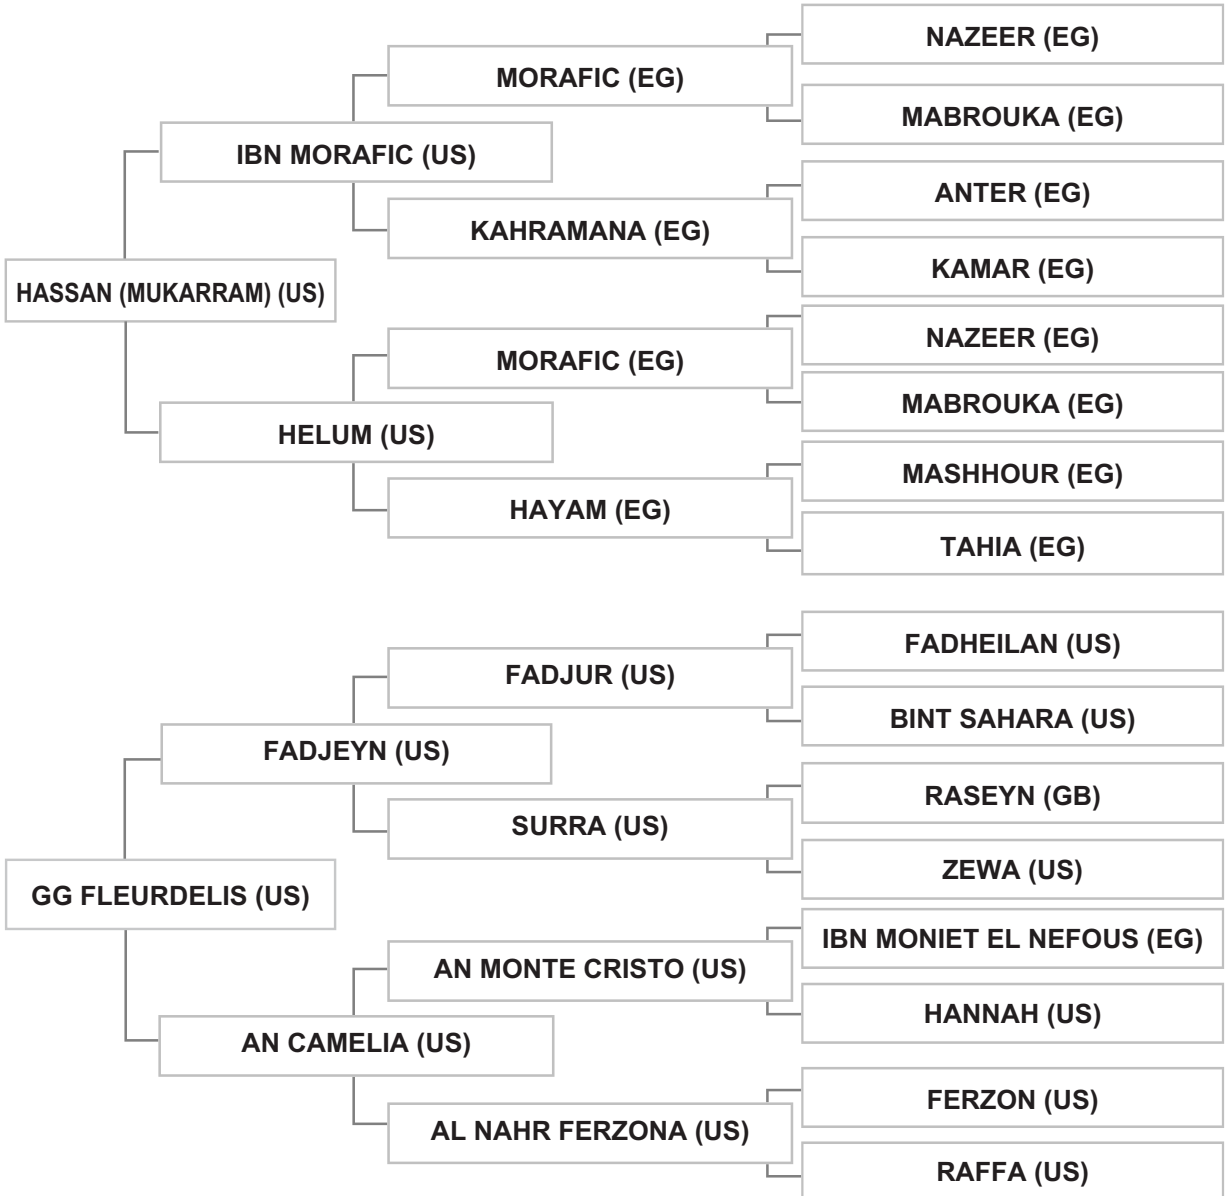 NAZEER (EG)
MORAFIC (EG)
MABROUKA (EG)
IBN MORAFIC (US)
ANTER (EG)
KAHRAMANA (EG)
KAMAR (EG)
HASSAN (MUKARRAM) (US)
NAZEER (EG)
MORAFIC (EG)
MABROUKA (EG)
HELUM (US)
MASHHOUR (EG)
HAYAM (EG)
TAHIA (EG)
FADHEILAN (US)
FADJUR (US)
BINT SAHARA (US)
FADJEYN (US)
RASEYN (GB)
SURRA (US)
ZEWA (US)
GG FLEURDELIS (US)
IBN MONIET EL NEFOUS (EG)
AN MONTE CRISTO (US)
HANNAH (US)
AN CAMELIA (US)
FERZON (US)
AL NAHR FERZONA (US)
RAFFA (US)